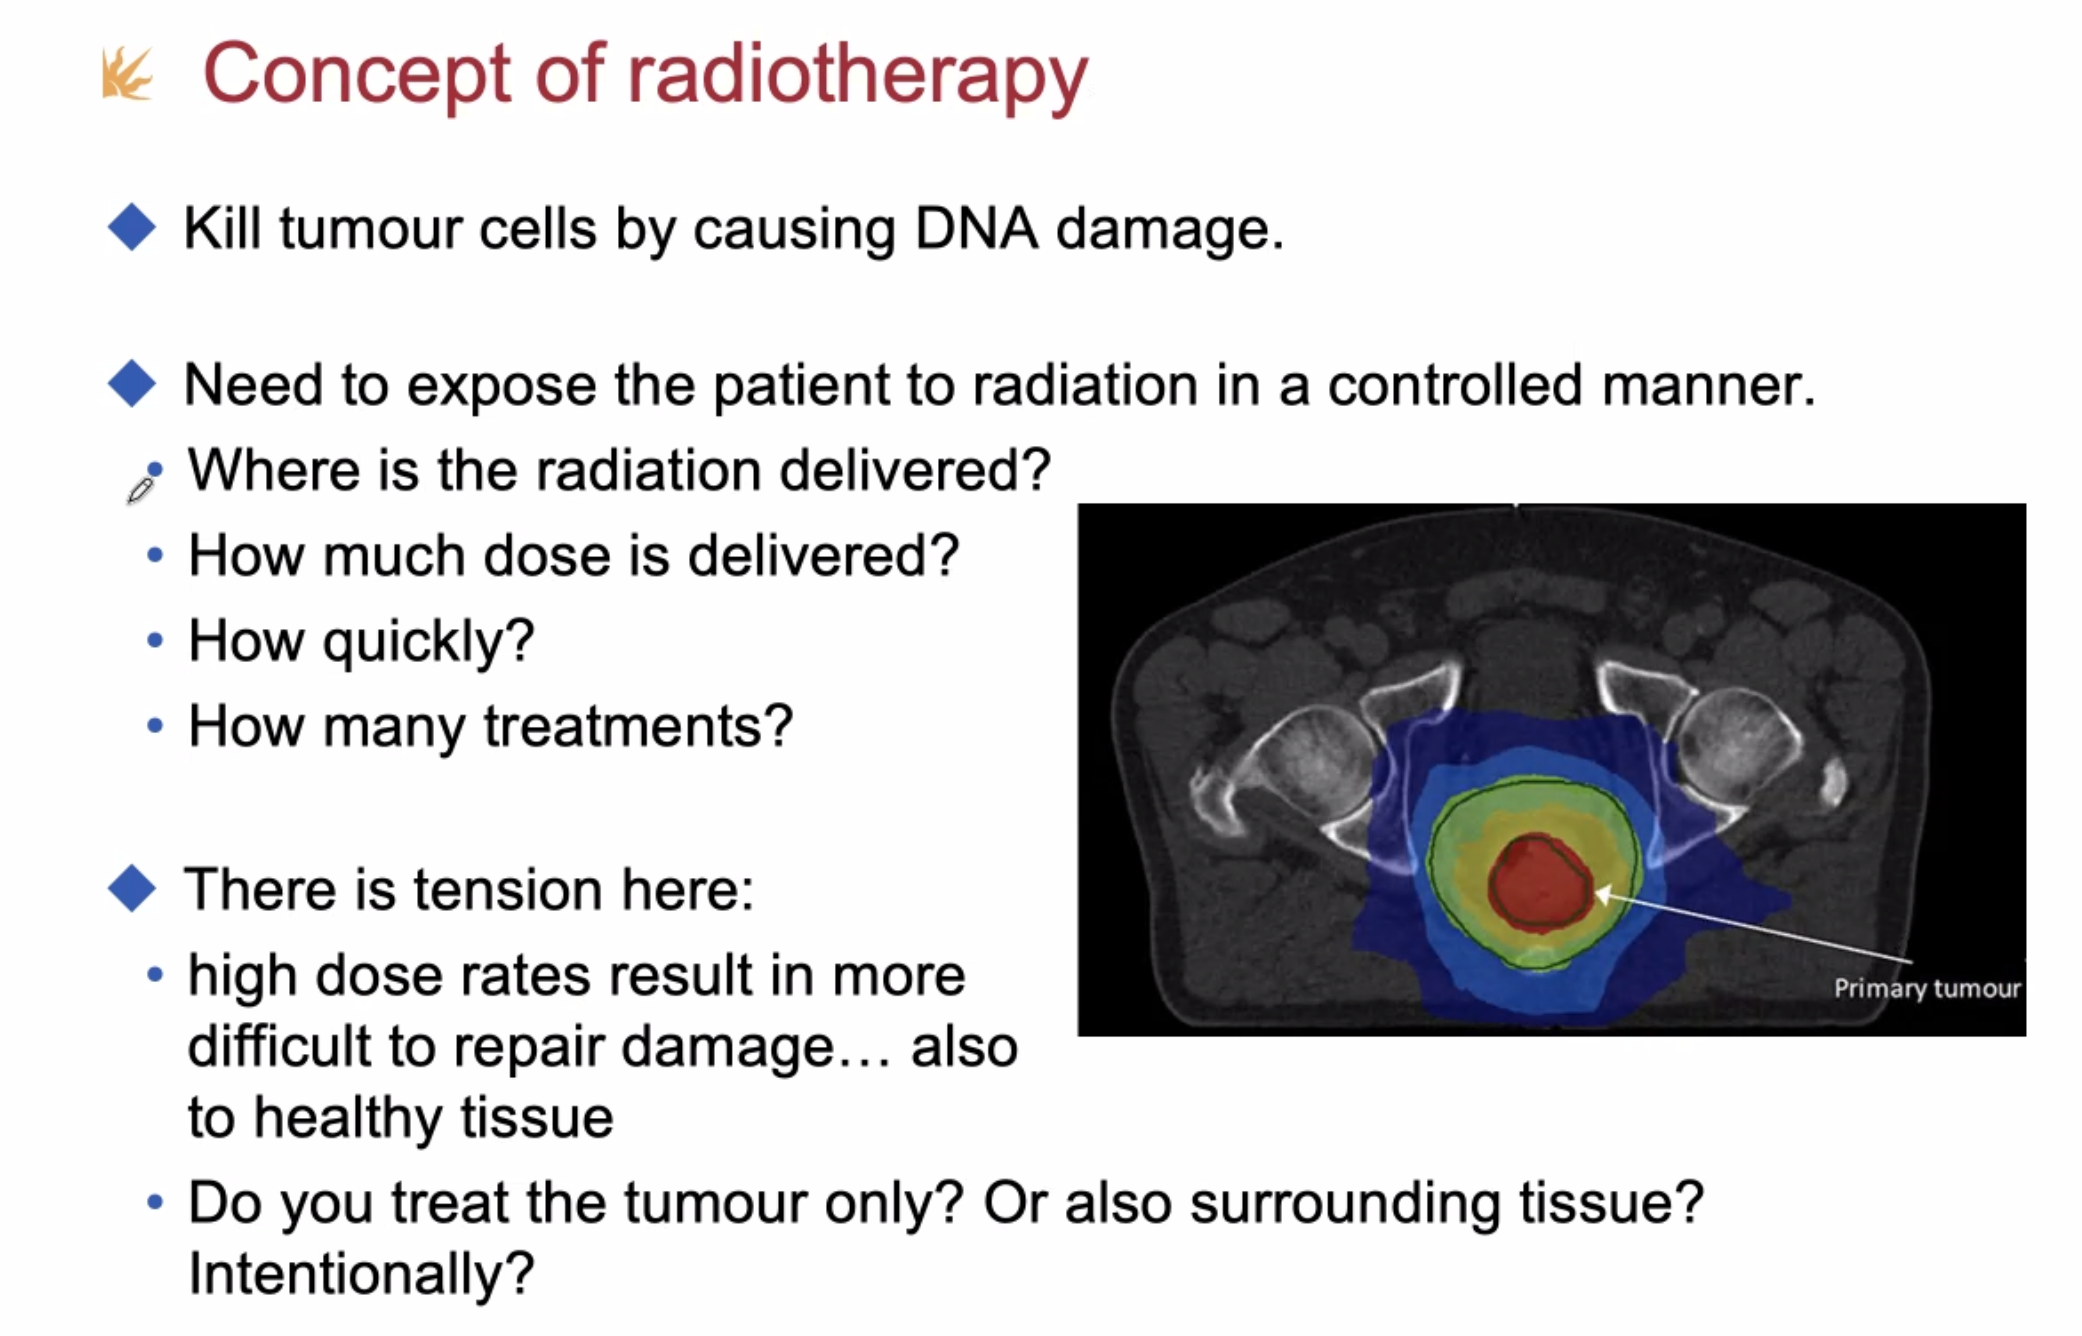 Concept of radiotherapy
Kill tumour cells by causing DNA damage.
Need to expose the patient to radiation in a controlled manner.
Where is the radiation delivered?
How much dose is delivered?
How quickly?
How many treatments?
There is tension here:
high dose rates result in more
difficult to repair damage… also
to healthy tissue
Do you treat the tumour only? Or also surrounding tissue?
Intentionally?
Primary tumour